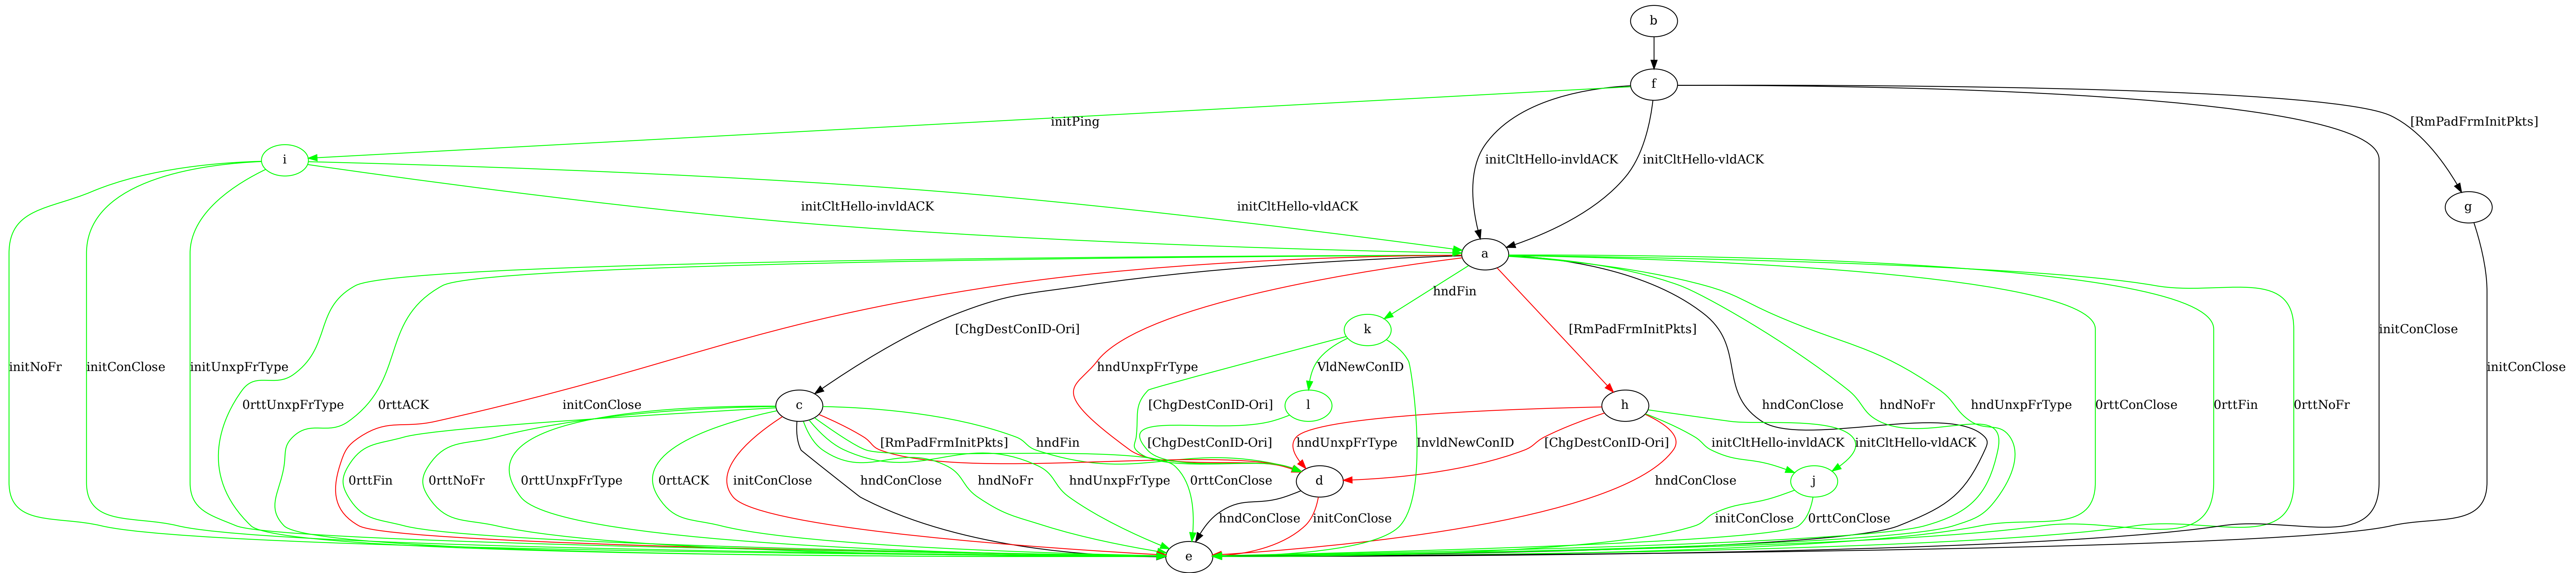 b
f
initPing
[RmPadFrmInitPkts]
i
initCltHello-invldACK
initCltHello-vldACK
initCltHello-invldACK
initCltHello-vldACK
g
a
hndFin
[ChgDestConID-Ori]
k
[RmPadFrmInitPkts]
initConClose
initNoFr
initConClose
initUnxpFrType
hndUnxpFrType
VldNewConID
initConClose
0rttUnxpFrType
0rttACK
initConClose
c
[ChgDestConID-Ori]
l
h
hndConClose
hndNoFr
hndUnxpFrType
0rttConClose
0rttFin
0rttNoFr
[RmPadFrmInitPkts]
hndFin
[ChgDestConID-Ori]
hndUnxpFrType
InvldNewConID
[ChgDestConID-Ori]
initCltHello-invldACK
initCltHello-vldACK
0rttFin
0rttNoFr
0rttUnxpFrType
0rttACK
initConClose
hndConClose
hndNoFr
hndUnxpFrType
0rttConClose
d
hndConClose
j
hndConClose
initConClose
initConClose
0rttConClose
e